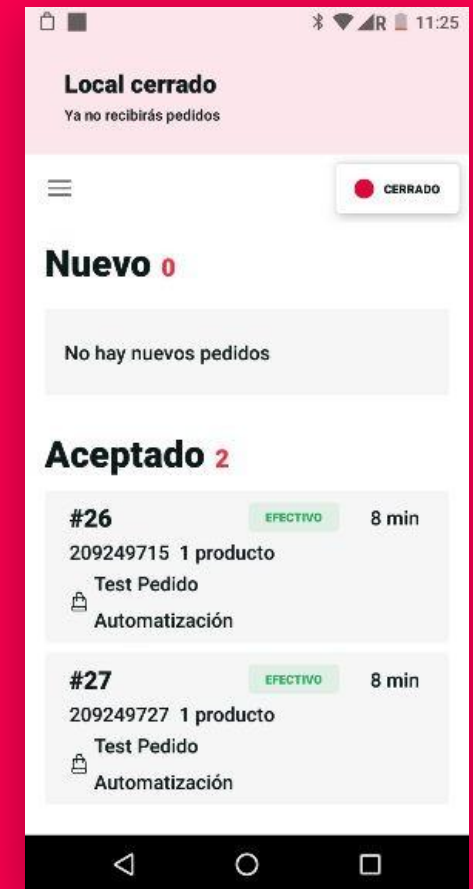 R 11:25
Local cerrado
Ya no recibirás pedidos
CERRADO
Nuevo 0
No hay nuevos pedidos
Aceptado 2
#26 EFECTIVO 8 min
209249715 1 producto
Test Pedido
Automatización
#27 EFECTIVO 8 min
209249727 1 producto
Test Pedido
Automatización